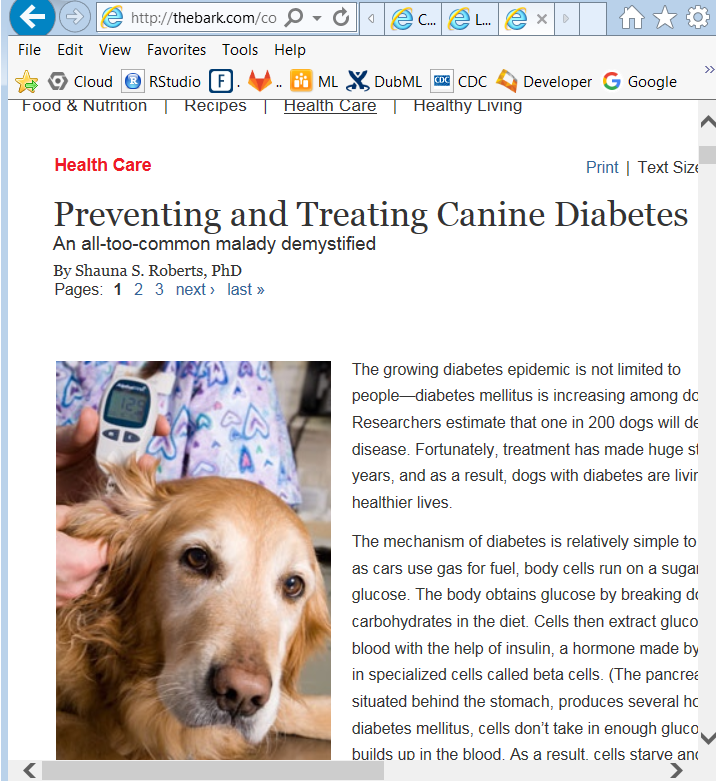 http://thebark.com/co
C...
L...
File Edit View Favorites Tools Help
Cloud RStudio F . .. ML DubML CDC CDC Developer Google »
Food & Nutrition | Recipes | Health Care | Healthy Living
Health Care
Print | Text Size
Preventing and Treating Canine Diabetes
An all-too-common malady demystified
By Shauna S. Roberts, PhD
Pages: 1 2 3 next › last »
The growing diabetes epidemic is not limited to
people—diabetes mellitus is increasing among do
Researchers estimate that one in 200 dogs will de
disease. Fortunately, treatment has made huge st
years, and as a result, dogs with diabetes are livin
healthier lives.
The mechanism of diabetes is relatively simple to
as cars use gas for fuel, body cells run on a sugar
glucose. The body obtains glucose by breaking do
carbohydrates in the diet. Cells then extract gluco
blood with the help of insulin, a hormone made by
in specialized cells called beta cells. (The pancrea
situated behind the stomach, produces several ho
diabetes mellitus, cells don't take in enough gluco
builds up in the blood. As a result, cells starve and